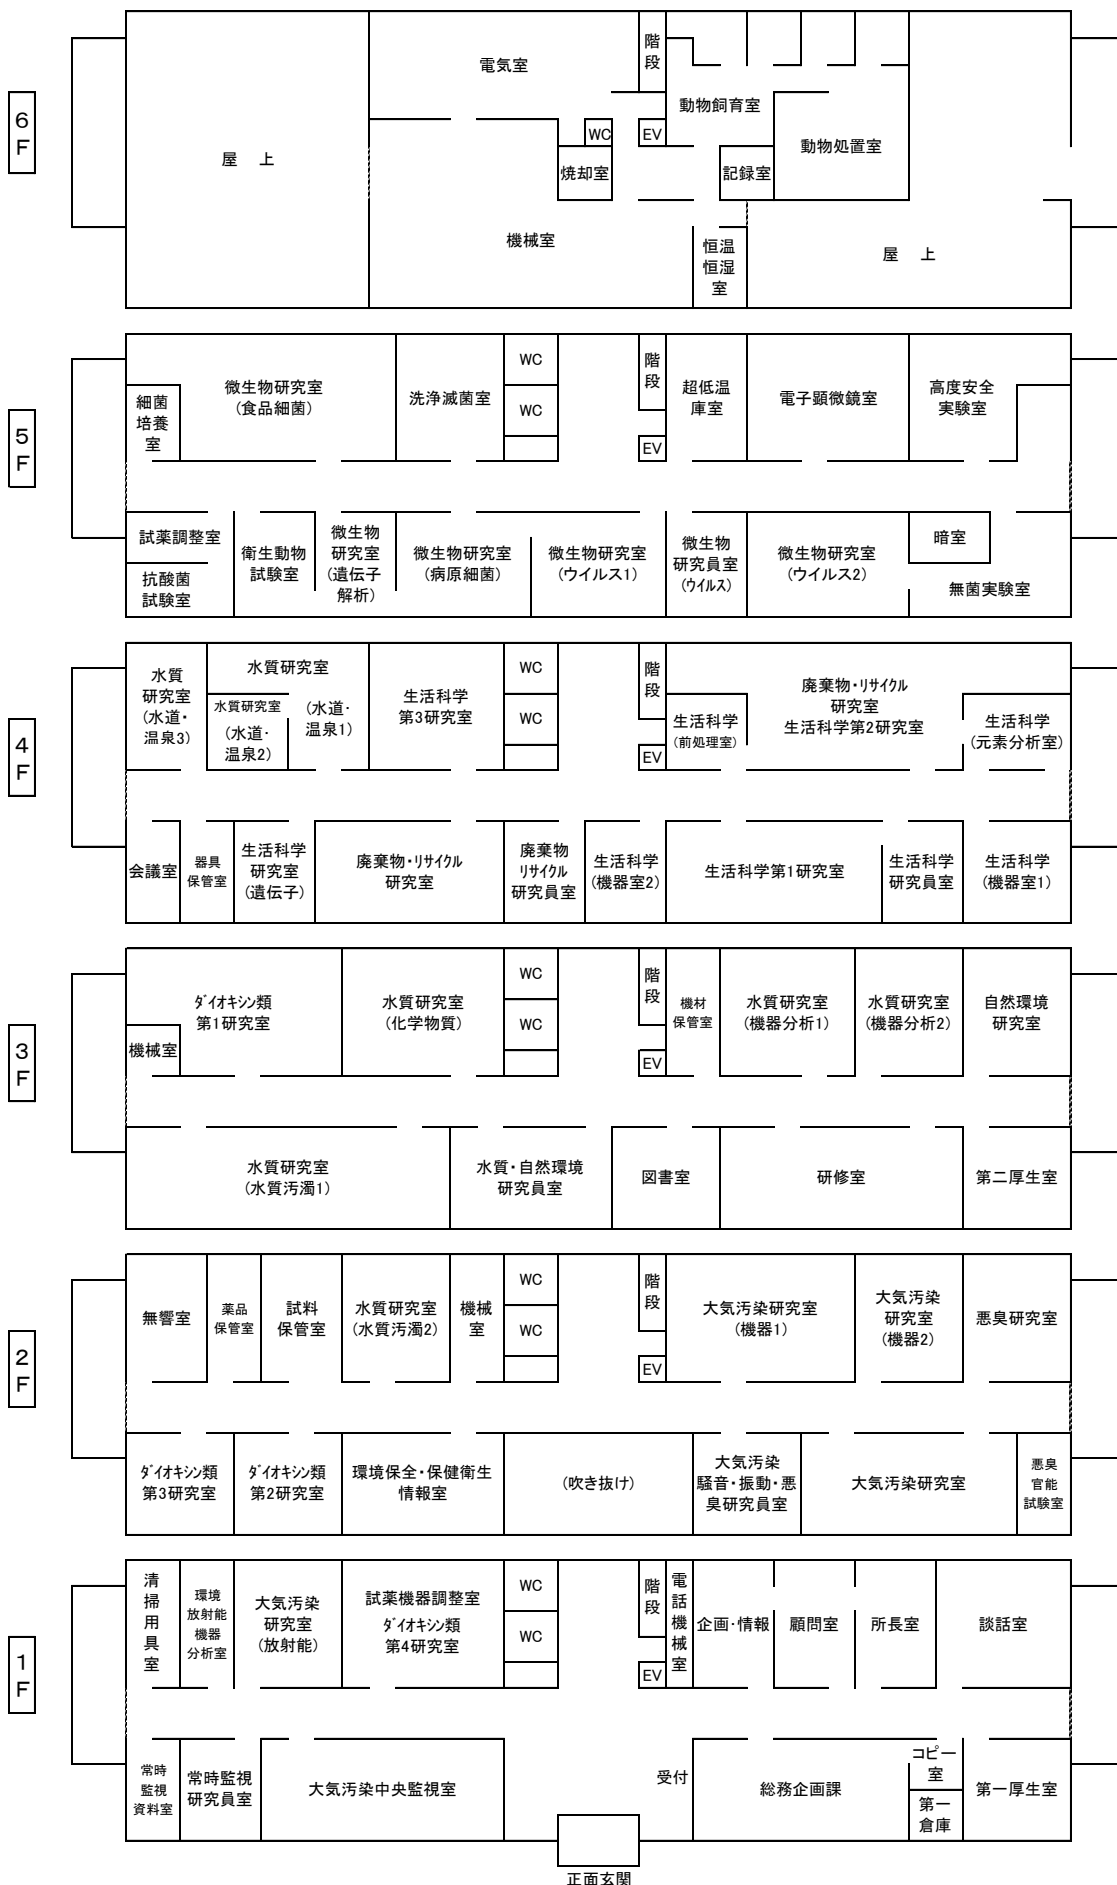 6
F
電気室
階
段
動物飼育室
WC
EV
動物処置室
屋　上
焼却室
記録室
機械室
恒温
恒湿
室
屋　上
5
F
微生物研究室
(食品細菌)
細菌
培養
室
洗浄滅菌室
WC
WC
階
段
EV
超低温
庫室
電子顕微鏡室
高度安全
実験室
試薬調整室
抗酸菌
試験室
衛生動物
試験室
微生物
研究室
(遺伝子
解析)
微生物研究室
(病原細菌)
微生物研究室
(ウイルス1)
微生物
研究員室
(ウイルス)
微生物研究室
(ウイルス2)
暗室
無菌実験室
4
F
水質
研究室
(水道・
温泉3)
水質研究室
(水道・
温泉1)
水質研究室
(水道・
温泉2)
生活科学
第3研究室
WC
WC
階
段
EV
生活科学
(前処理室)
廃棄物・リサイクル
研究室
生活科学第2研究室
生活科学
(元素分析室)
会議室
器具
保管室
生活科学
研究室
(遺伝子)
廃棄物・リサイクル
研究室
廃棄物
リサイクル
研究員室
生活科学
(機器室2)
生活科学第1研究室
生活科学
研究員室
生活科学
(機器室1)
3
F
ダイオキシン類
第1研究室
機械室
水質研究室
(化学物質)
WC
WC
階
段
EV
機材
保管室
水質研究室
(機器分析1)
水質研究室
(機器分析2)
自然環境
研究室
水質研究室
(水質汚濁1)
水質・自然環境
研究員室
図書室
研修室
第二厚生室
2
F
無響室
薬品
保管室
試料
保管室
水質研究室
(水質汚濁2)
機械
室
WC
WC
階
段
EV
大気汚染研究室
(機器1)
大気汚染
研究室
(機器2)
悪臭研究室
ダイオキシン類
第3研究室
ダイオキシン類
第2研究室
環境保全・保健衛生
情報室
(吹き抜け)
大気汚染
騒音・振動・悪
臭研究員室
大気汚染研究室
悪臭
官能
試験室
1
F
清
掃
用
具
室
環境
放射能
機器
分析室
大気汚染
研究室
(放射能)
試薬機器調整室
ダイオキシン類
第4研究室
WC
WC
階
段
EV
電
話
機
械
室
企画・情報
顧問室
所長室
談話室
常時
監視
資料室
常時監視
研究員室
大気汚染中央監視室
受付
総務企画課
コピー
室
第一
倉庫
第一厚生室
正面玄関